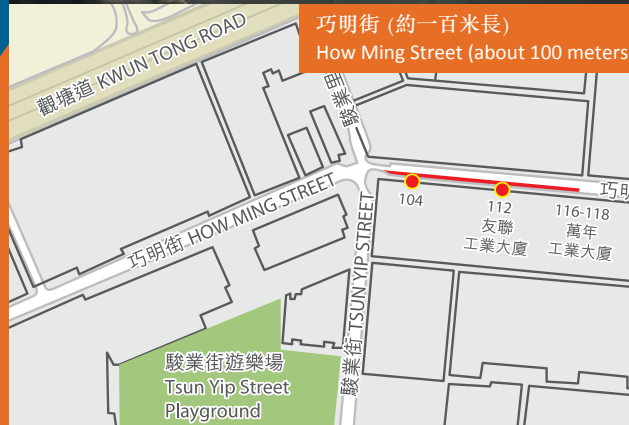 巧明街 (約一百米長)
How Ming Street (about 100 meters
觀塘道 KWUN TONG ROAD
駿業里
巧明街 HOW MING STREET
巧明
104
112
友聯
工業大廈
116-118
萬年
工業大廈
駿業街 TSUN YIP STREET
駿業街遊樂場
Tsun Yip Street
Playground